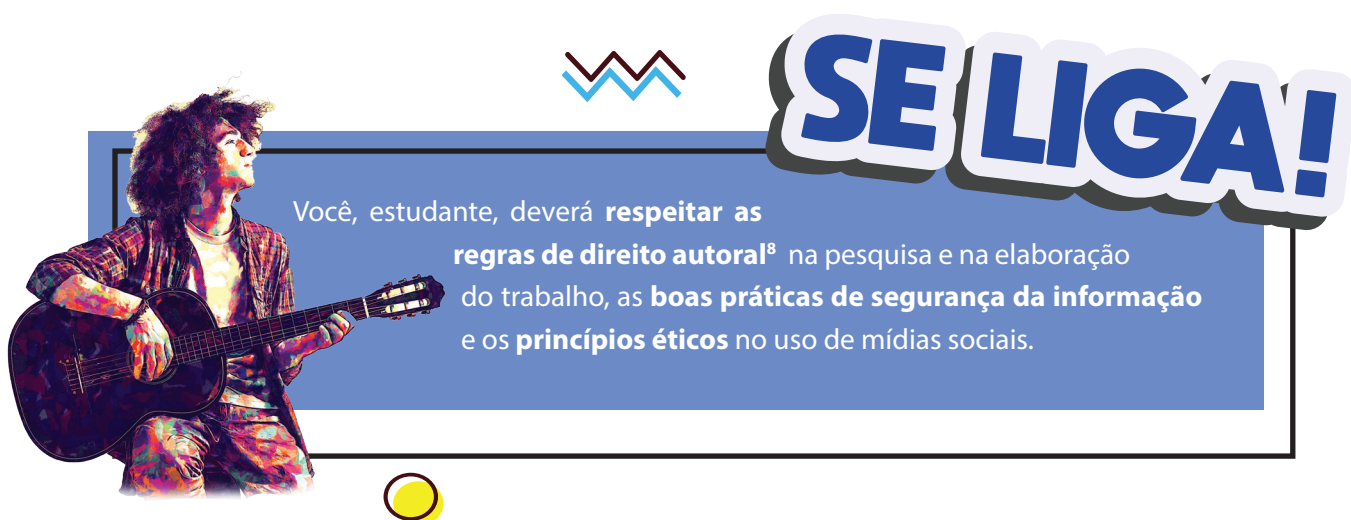 SE LIGA!
Você, estudante, deverá respeitar as
regras de direito autoral⁸ na pesquisa e na elaboração
do trabalho, as boas práticas de segurança da informação
e os princípios éticos no uso de mídias sociais.